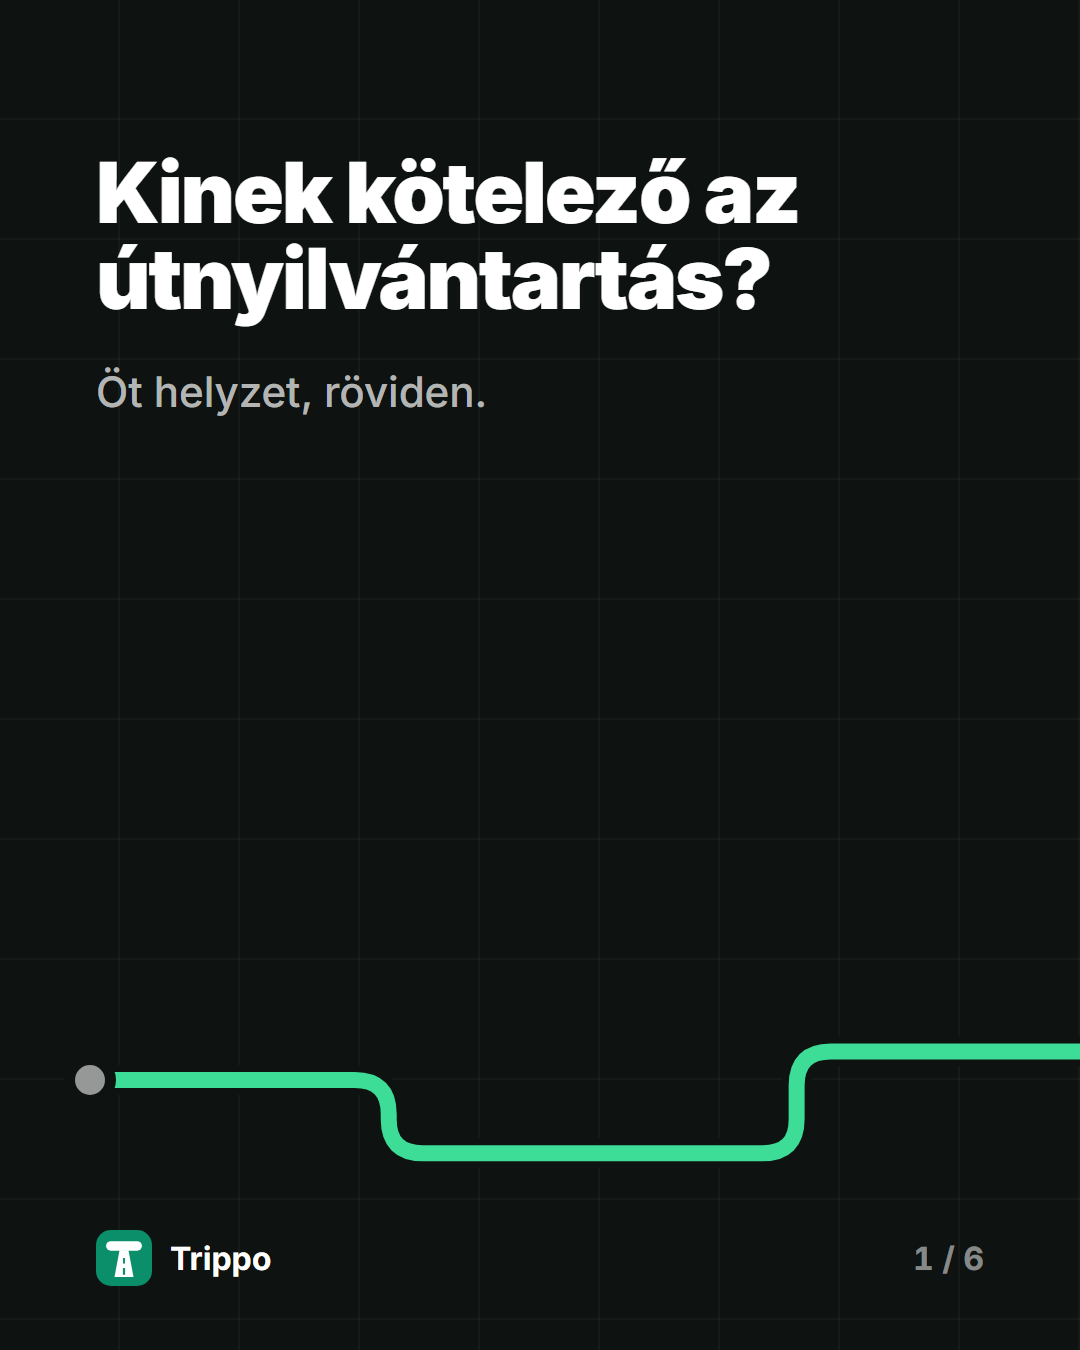 Kinek kötelező az
útnyilvántartás?
Öt helyzet, röviden.
Trippo
1 / 6